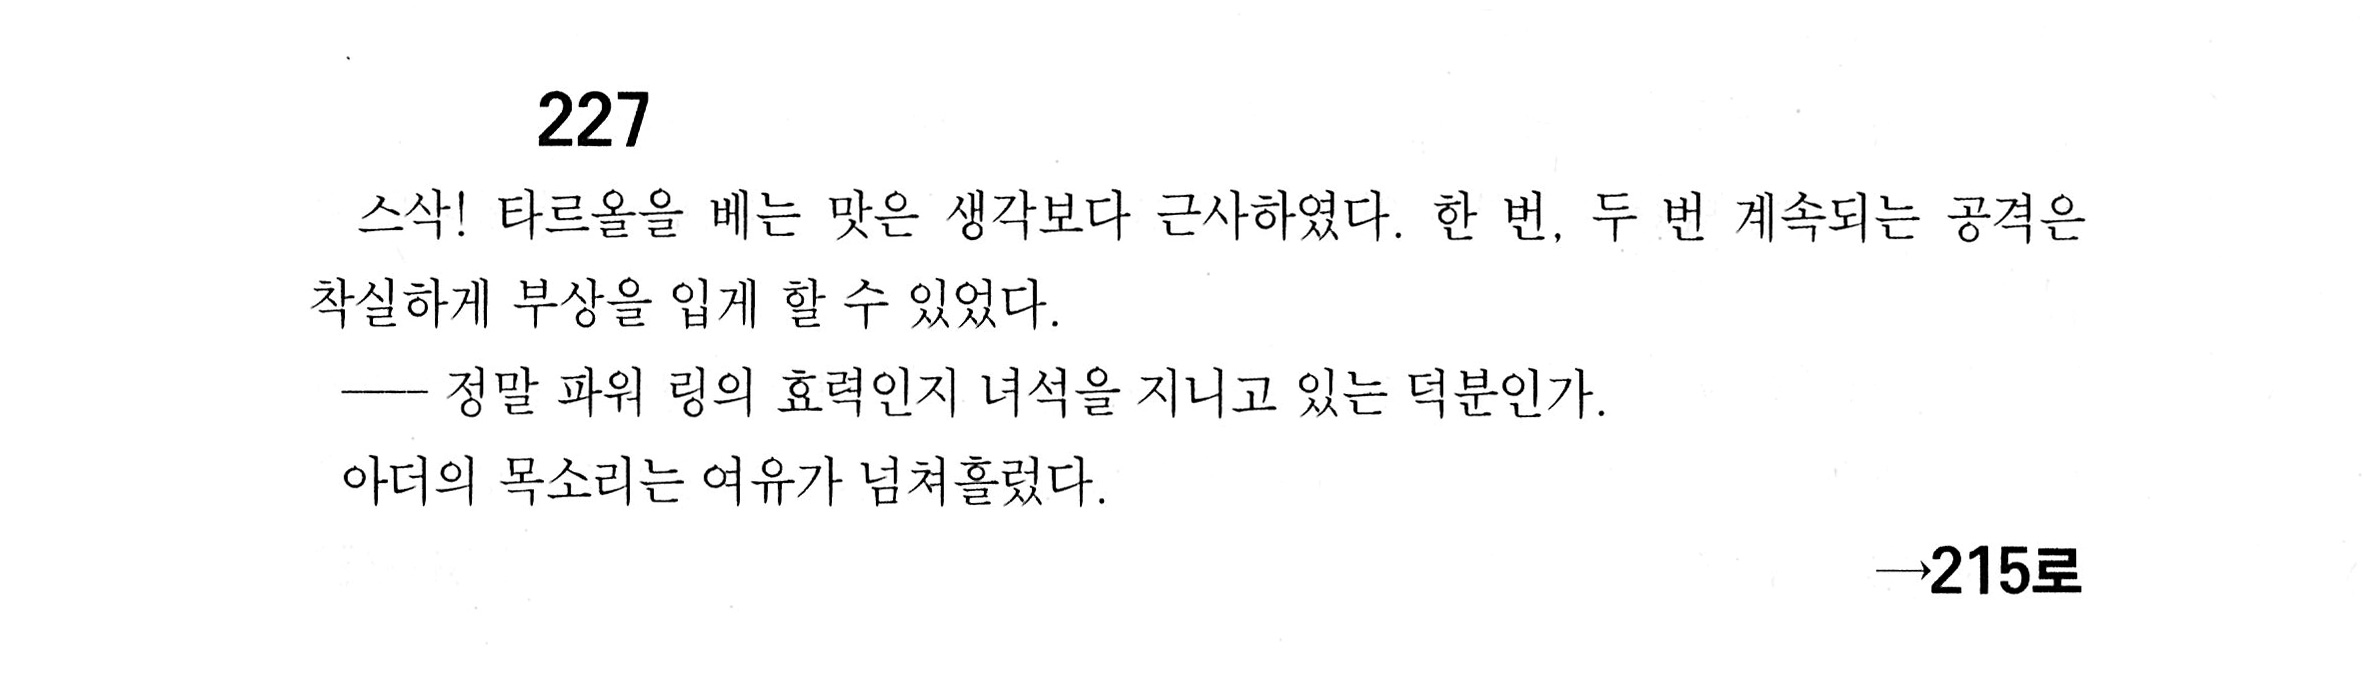 227
스삭! 타르올을 베는 맛은 생각보다 근사하였다. 한 번, 두 번 계속되는 공격은
착실하게 부상을 입게 할 수 있었다.
── 정말 파워 링의 효력인지 녀석을 지니고 있는 덕분인가.
아더의 목소리는 여유가 넘쳐흘렀다.
→215로